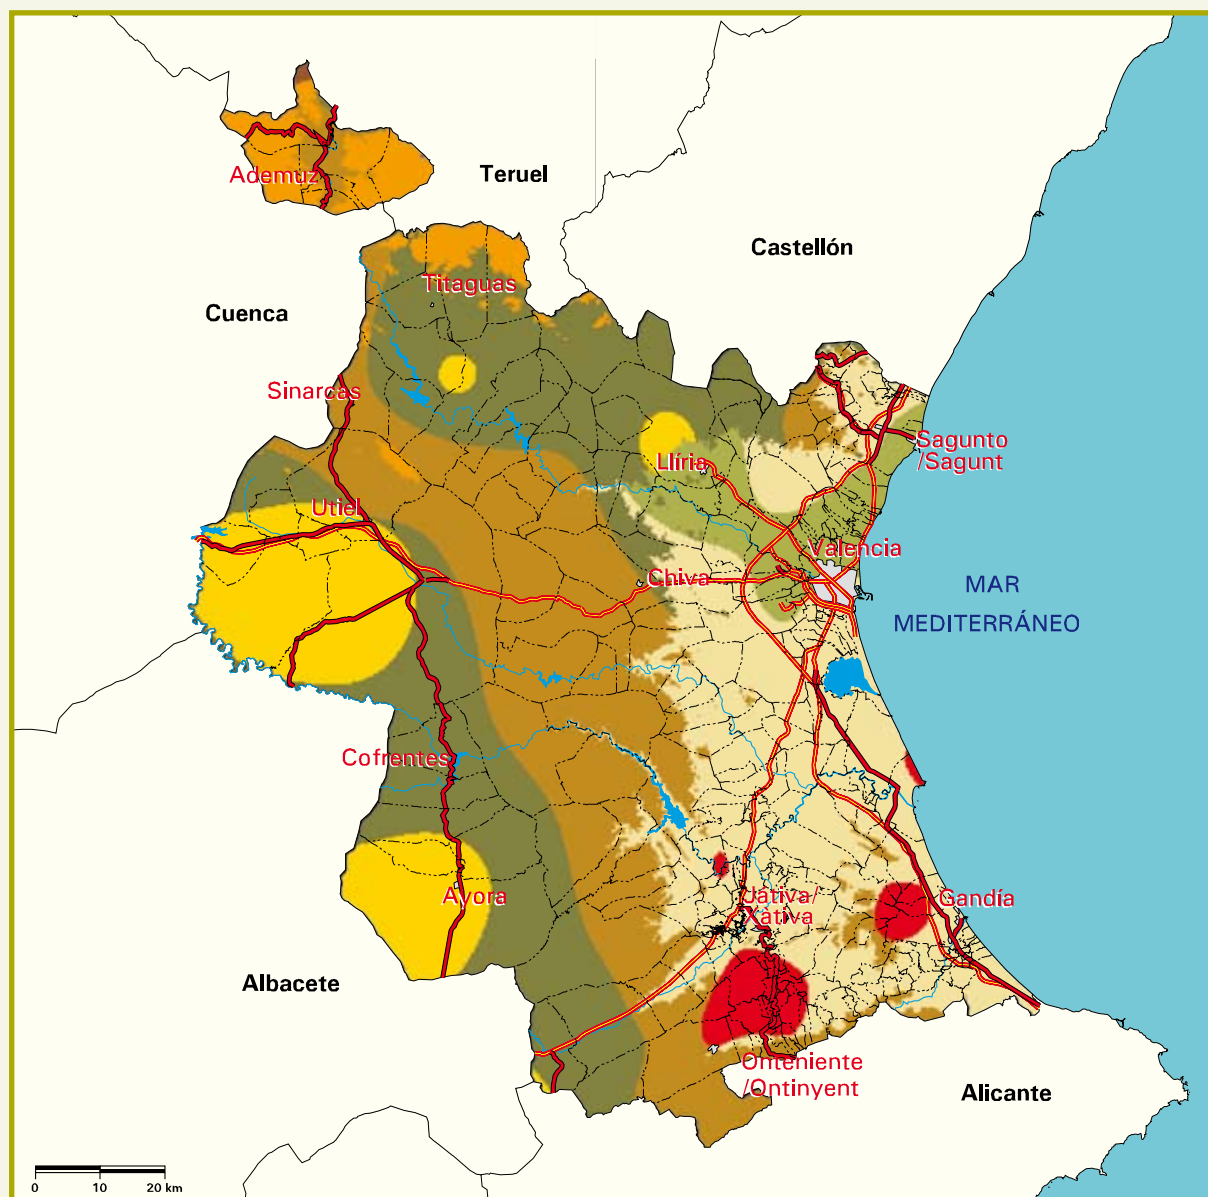 Teruel
Ademuz
Castellón
Titaguas
Cuenca
Sinarcas
Sagunto
/Sagunt
Llíria
Utiel
Valencia
Chiva
MAR
MEDITERRÁNEO
Cofrentes
Ayora
Játiva/
Xàtiva
Gandía
Albacete
Onteniente
/Ontinyent
Alicante
0 10 20 km